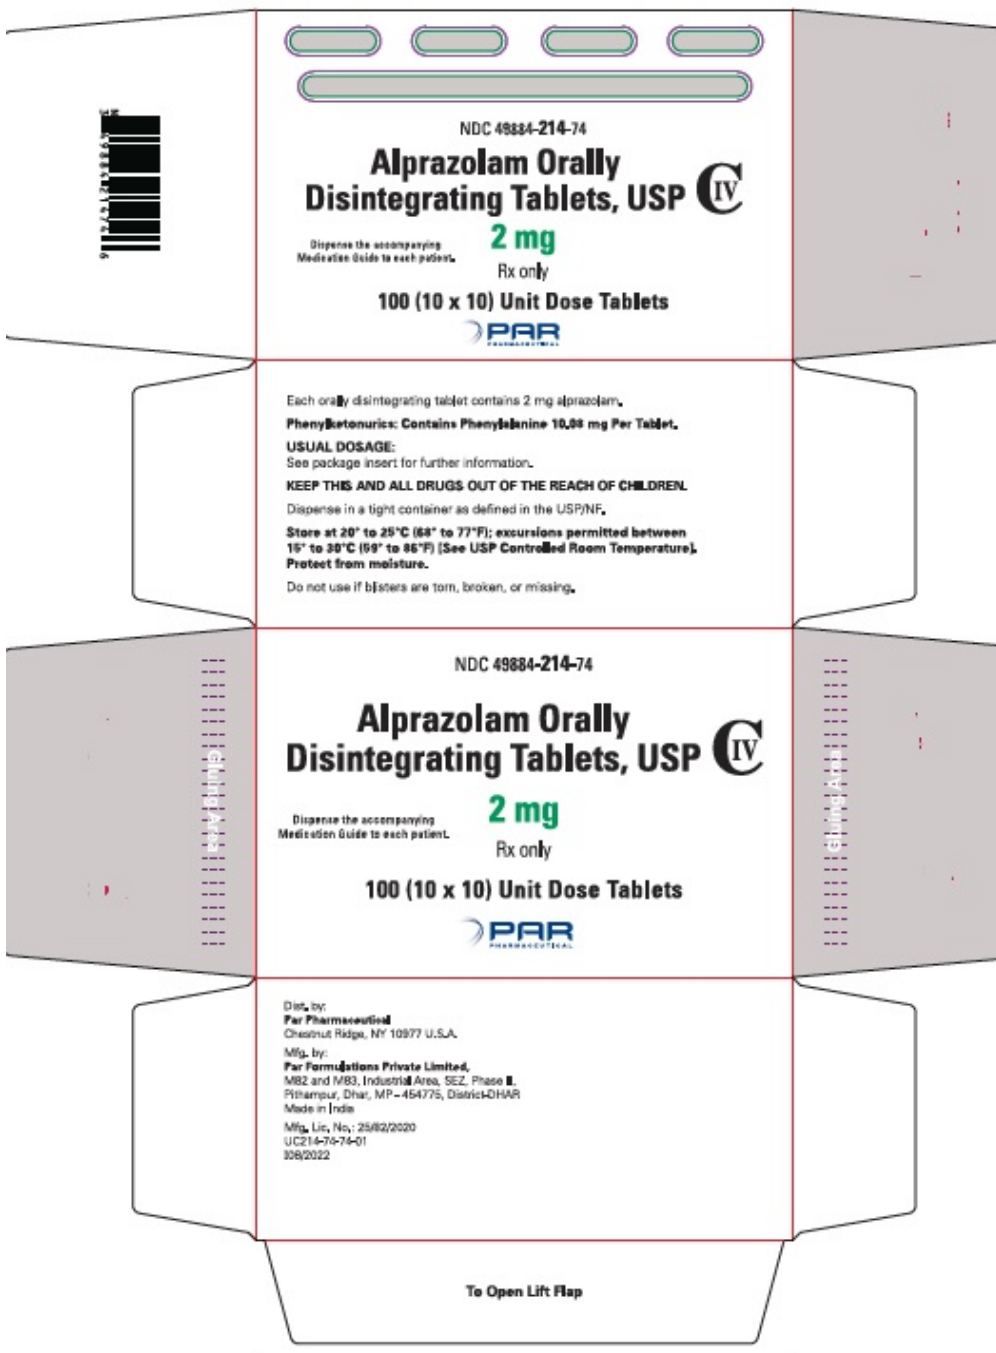 NDC 49884-214-74
Alprazolam Orally
Disintegrating Tablets, USP CIV
2 mg
Dispense the accompanying
Medication Guide to each patient.
Rx only
100 (10 x 10) Unit Dose Tablets
PAR
PHARMACEUTICAL
Each orally disintegrating tablet contains 2 mg alprazolam.
Phenylketonurics: Contains Phenylalanine 10.08 mg Per Tablet.
USUAL DOSAGE:
See package insert for further information.
KEEP THIS AND ALL DRUGS OUT OF THE REACH OF CHILDREN.
Dispense in a tight container as defined in the USP/NF.
Store at 20° to 25°C (68° to 77°F); excursions permitted between
15° to 30°C (59° to 86°F) [See USP Controlled Room Temperature].
Protect from moisture.
Do not use if blisters are torn, broken, or missing.
Gluing Area
NDC 49884-214-74
Alprazolam Orally
Disintegrating Tablets, USP CIV
2 mg
Dispense the accompanying
Medication Guide to each patient.
Rx only
100 (10 x 10) Unit Dose Tablets
PAR
PHARMACEUTICAL
Gluing Area
Dist. by:
Par Pharmaceutical
Chestnut Ridge, NY 10977 U.S.A.
Mfg. by:
Par Formulations Private Limited,
M82 and M83, Industrial Area, SEZ, Phase II,
Pithampur, Dhar, MP - 454775, District-DHAR
Made in India
Mfg. Lic. No.: 25/82/2020
UC214-74-74-01
I08/2022
To Open Lift Flap